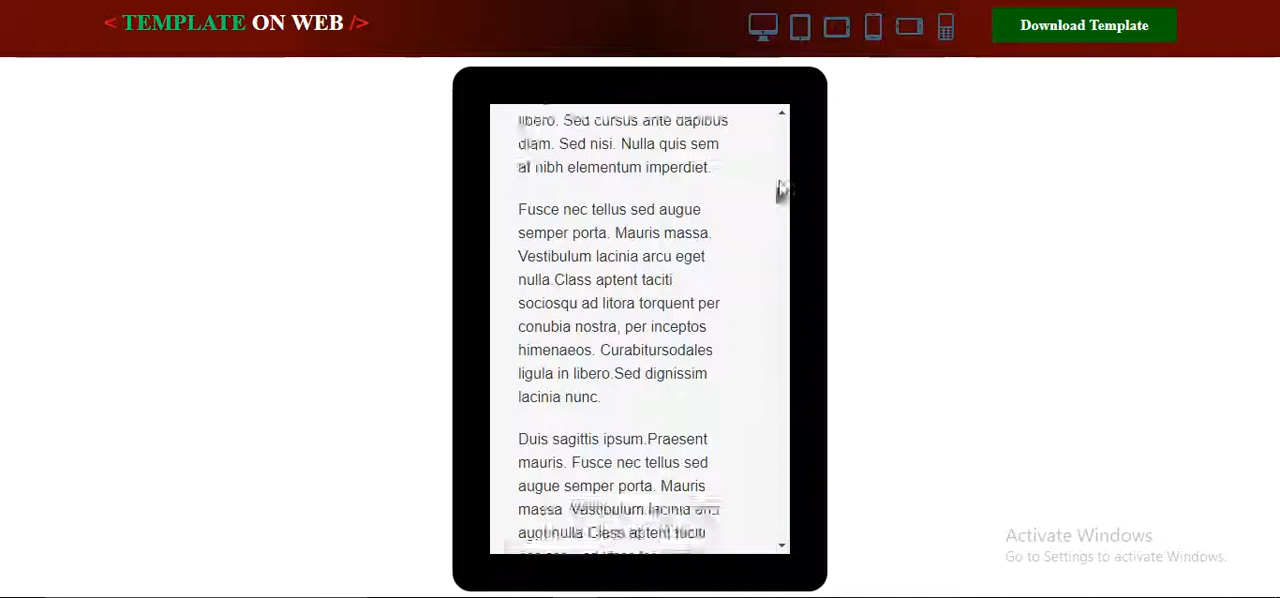 < TEMPLATE ON WEB />
Download Template
libero. Sed cursus ante dapibus
diam. Sed nisi. Nulla quis sem
at nibh elementum imperdiet.
Fusce nec tellus sed augue
semper porta. Mauris massa.
Vestibulum lacinia arcu eget
nulla.Class aptent taciti
sociosqu ad litora torquent per
conubia nostra, per inceptos
himenaeos. Curabitursodales
ligula in libero.Sed dignissim
lacinia nunc.
Duis sagittis ipsum.Praesent
mauris. Fusce nec tellus sed
augue semper porta. Mauris
massa Vestibulum lacinia
aptent
Activate Windows
Go to Settings to activate Windows.